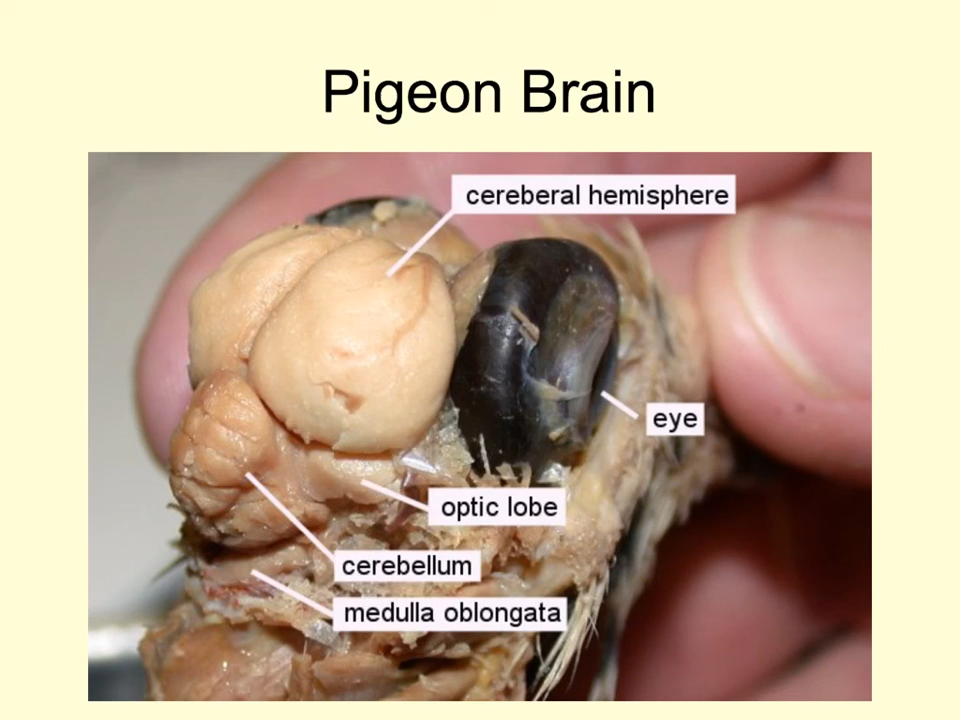 Pigeon Brain
cereberal hemisphere
eye
optic lobe
cerebellum
medulla oblongata